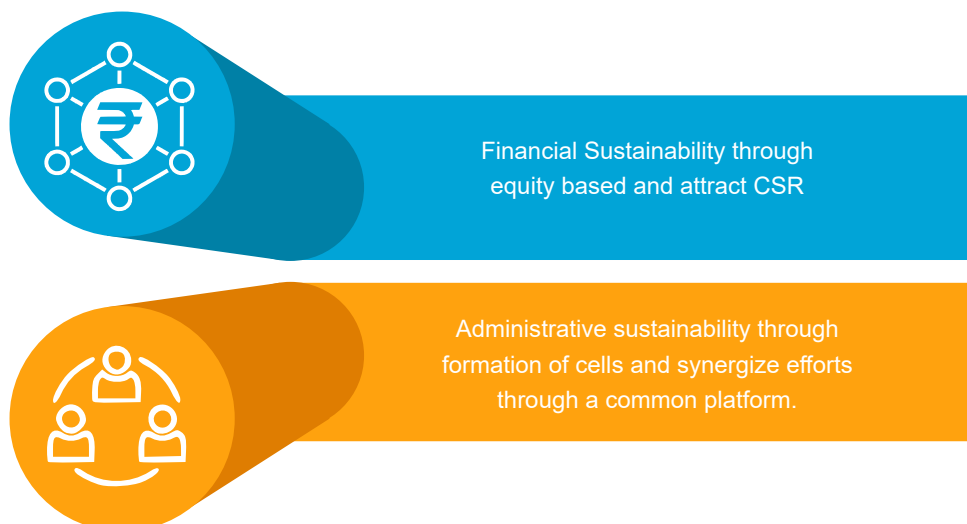 ₹
Financial Sustainability through
equity based and attract CSR
Administrative sustainability through
formation of cells and synergize efforts
through a common platform.